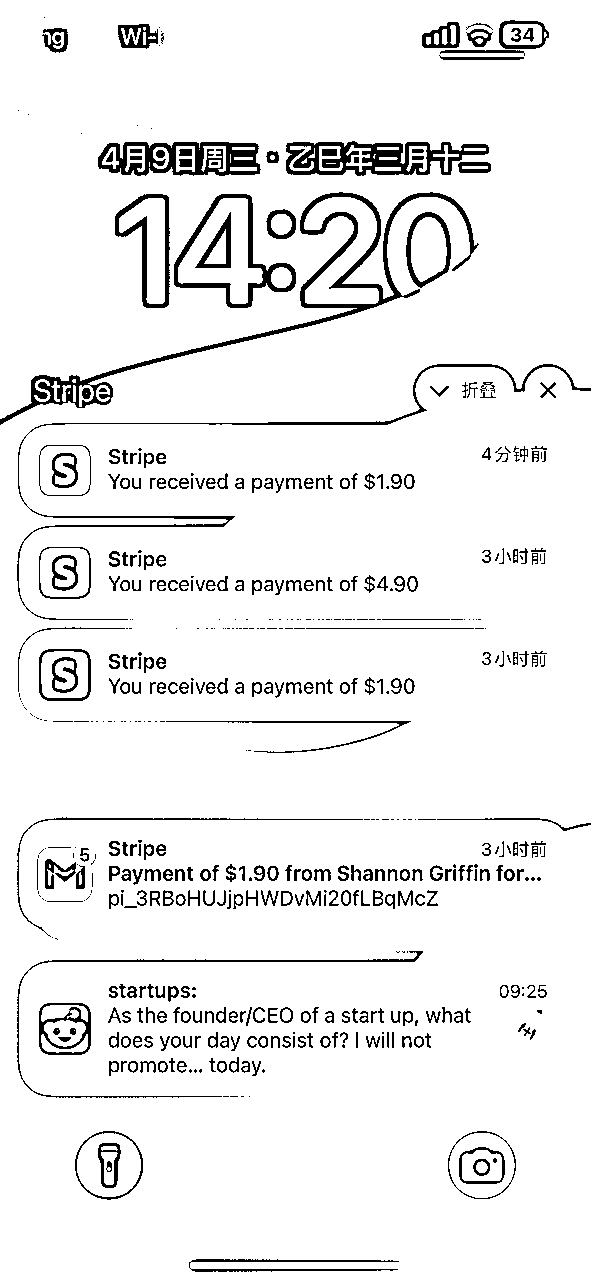 34
4月9日周三·乙巳年三月十二
14:20
Stripe
折叠
Stripe
4分钟前
You received a payment of $1.90
Stripe
3小时前
You received a payment of $4.90
Stripe
3小时前
You received a payment of $1.90
5
Stripe
3小时前
Payment of $1.90 from Shannon Griffin for...
pi_3RBoHUJjpHWDvMi20fLBqMcZ
startups:
09:25
As the founder/CEO of a start up, what
does your day consist of? I will not
promote... today.